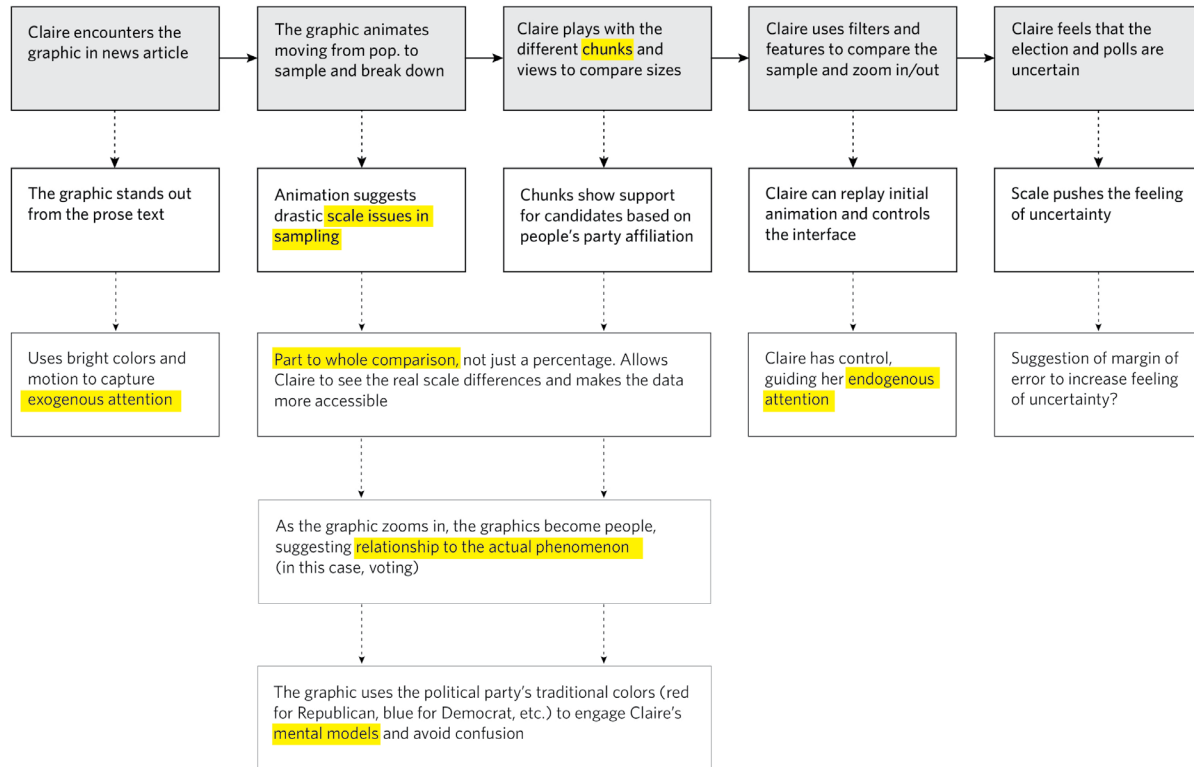 Claire encounters the
graphic in news article
The graphic animates
moving from pop. to
sample and break down
Claire plays with the
different chunks and
views to compare sizes
Claire uses filters and
features to compare the
sample and zoom in/out
Claire feels that the
election and polls are
uncertain
The graphic stands out
from the prose text
Animation suggests
drastic scale issues in
sampling
Chunks show support
for candidates based on
people’s party affiliation
Claire can replay initial
animation and controls
the interface
Scale pushes the feeling
of uncertainty
Uses bright colors and
motion to capture
exogenous attention
Part to whole comparison, not just a percentage. Allows
Claire to see the real scale differences and makes the data
more accessible
Claire has control,
guiding her endogenous
attention
Suggestion of margin of
error to increase feeling
of uncertainty?
As the graphic zooms in, the graphics become people,
suggesting relationship to the actual phenomenon
(in this case, voting)
The graphic uses the political party’s traditional colors (red
for Republican, blue for Democrat, etc.) to engage Claire’s
mental models and avoid confusion